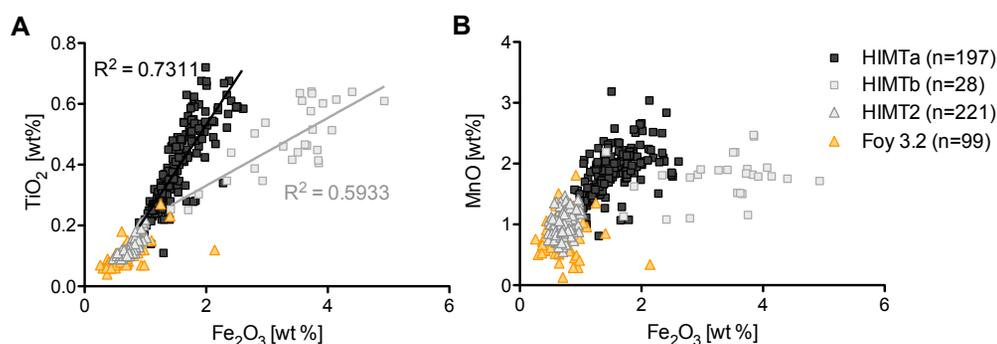 A
TiO2 [wt%]
0.8
0.6
0.4
0.2
0.0
R2 = 0.7311
R2 = 0.5933
0 2 4 6
Fe2O3 [wt %]
B
MnO [wt%]
4
3
2
1
0
0 2 4 6
Fe2O3 [wt %]
HIMTa (n=197)
HIMTb (n=28)
HIMT2 (n=221)
Foy 3.2 (n=99)